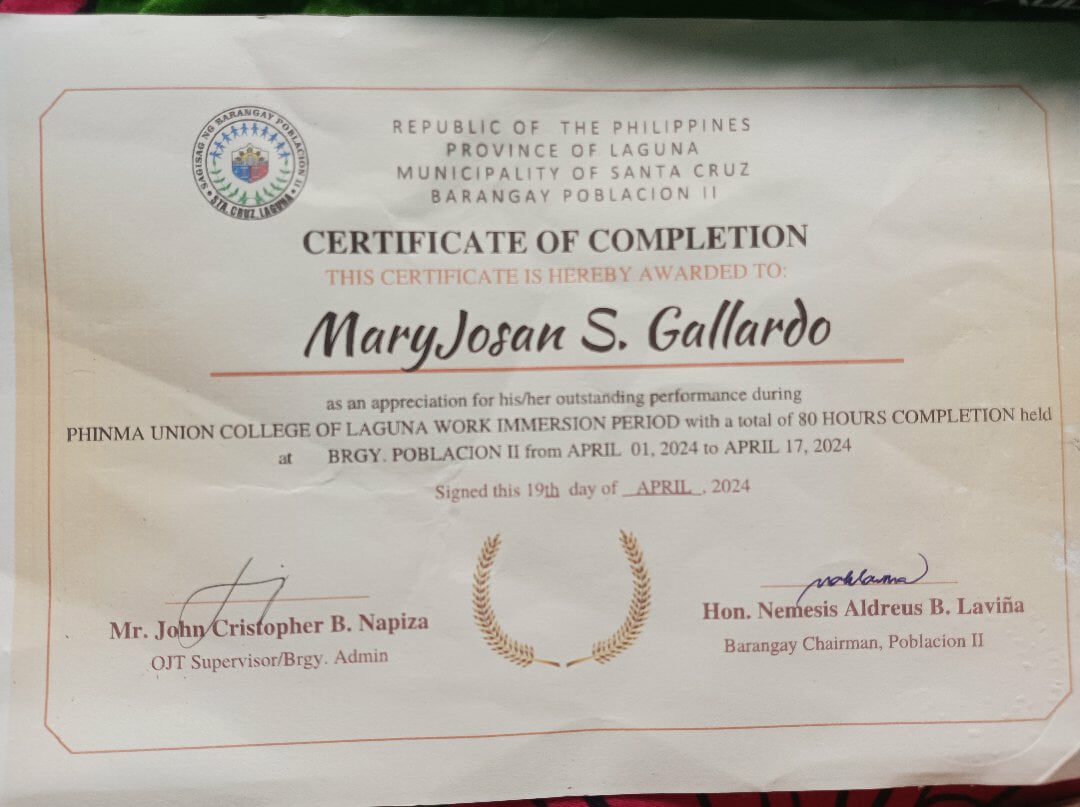 SAGISAG NG BARANGAY POBLACION II
STA. CRUZ LAGUNA
REPUBLIC OF THE PHILIPPINES
PROVINCE OF LAGUNA
MUNICIPALITY OF SANTA CRUZ
BARANGAY POBLACION II
CERTIFICATE OF COMPLETION
THIS CERTIFICATE IS HEREBY AWARDED TO:
MaryJosan S. Gallardo
as an appreciation for his/her outstanding performance during
PHINMA UNION COLLEGE OF LAGUNA WORK IMMERSION PERIOD with a total of 80 HOURS COMPLETION held
at BRGY. POBLACION II from APRIL 01, 2024 to APRIL 17, 2024
Signed this 19th day of __APRIL__, 2024
Mr. John Cristopher B. Napiza
OJT Supervisor/Brgy. Admin
Hon. Nemesis Aldreus B. Laviña
Barangay Chairman, Poblacion II